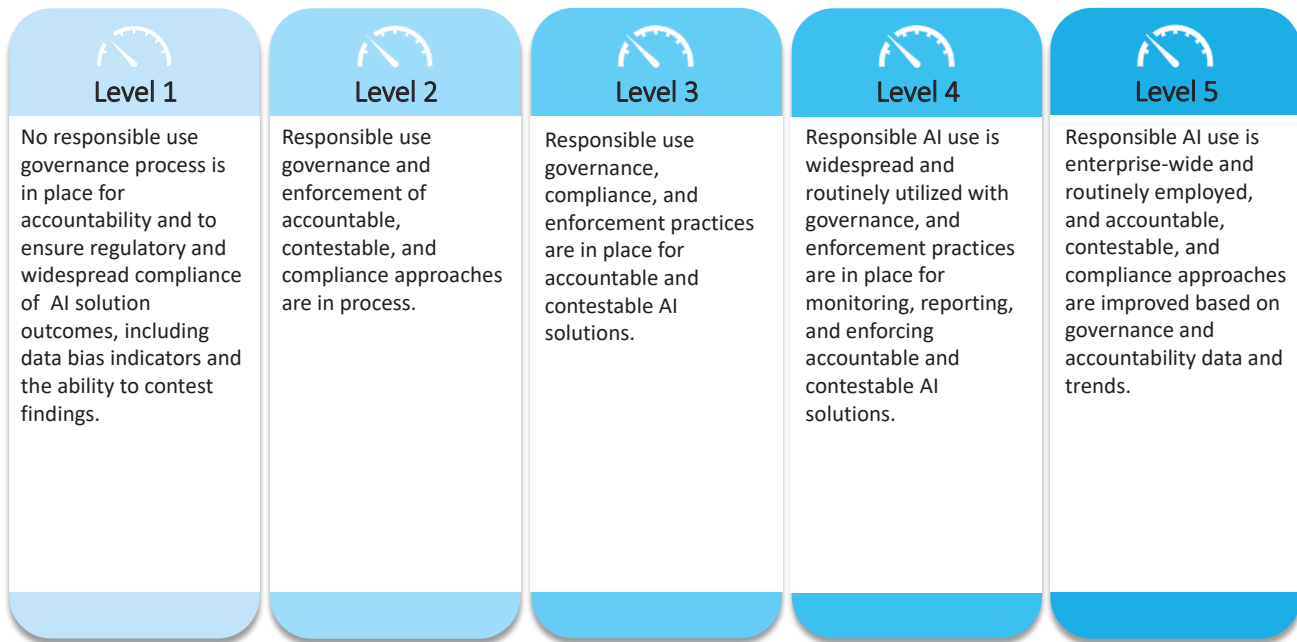 Level 1
No responsible use
governance process is
in place for
accountability and to
ensure regulatory and
widespread compliance
of  AI solution
outcomes, including
data bias indicators and
the ability to contest
findings.
Level 2
Responsible use
governance and
enforcement of
accountable,
contestable, and
compliance approaches
are in process.
Level 3
Responsible use
governance,
compliance, and
enforcement practices
are in place for
accountable and
contestable AI
solutions.
Level 4
Responsible AI use is
widespread and
routinely utilized with
governance, and
enforcement practices
are in place for
monitoring, reporting,
and enforcing
accountable and
contestable AI
solutions.
Level 5
Responsible AI use is
enterprise-wide and
routinely employed,
and accountable,
contestable, and
compliance approaches
are improved based on
governance and
accountability data and
trends.